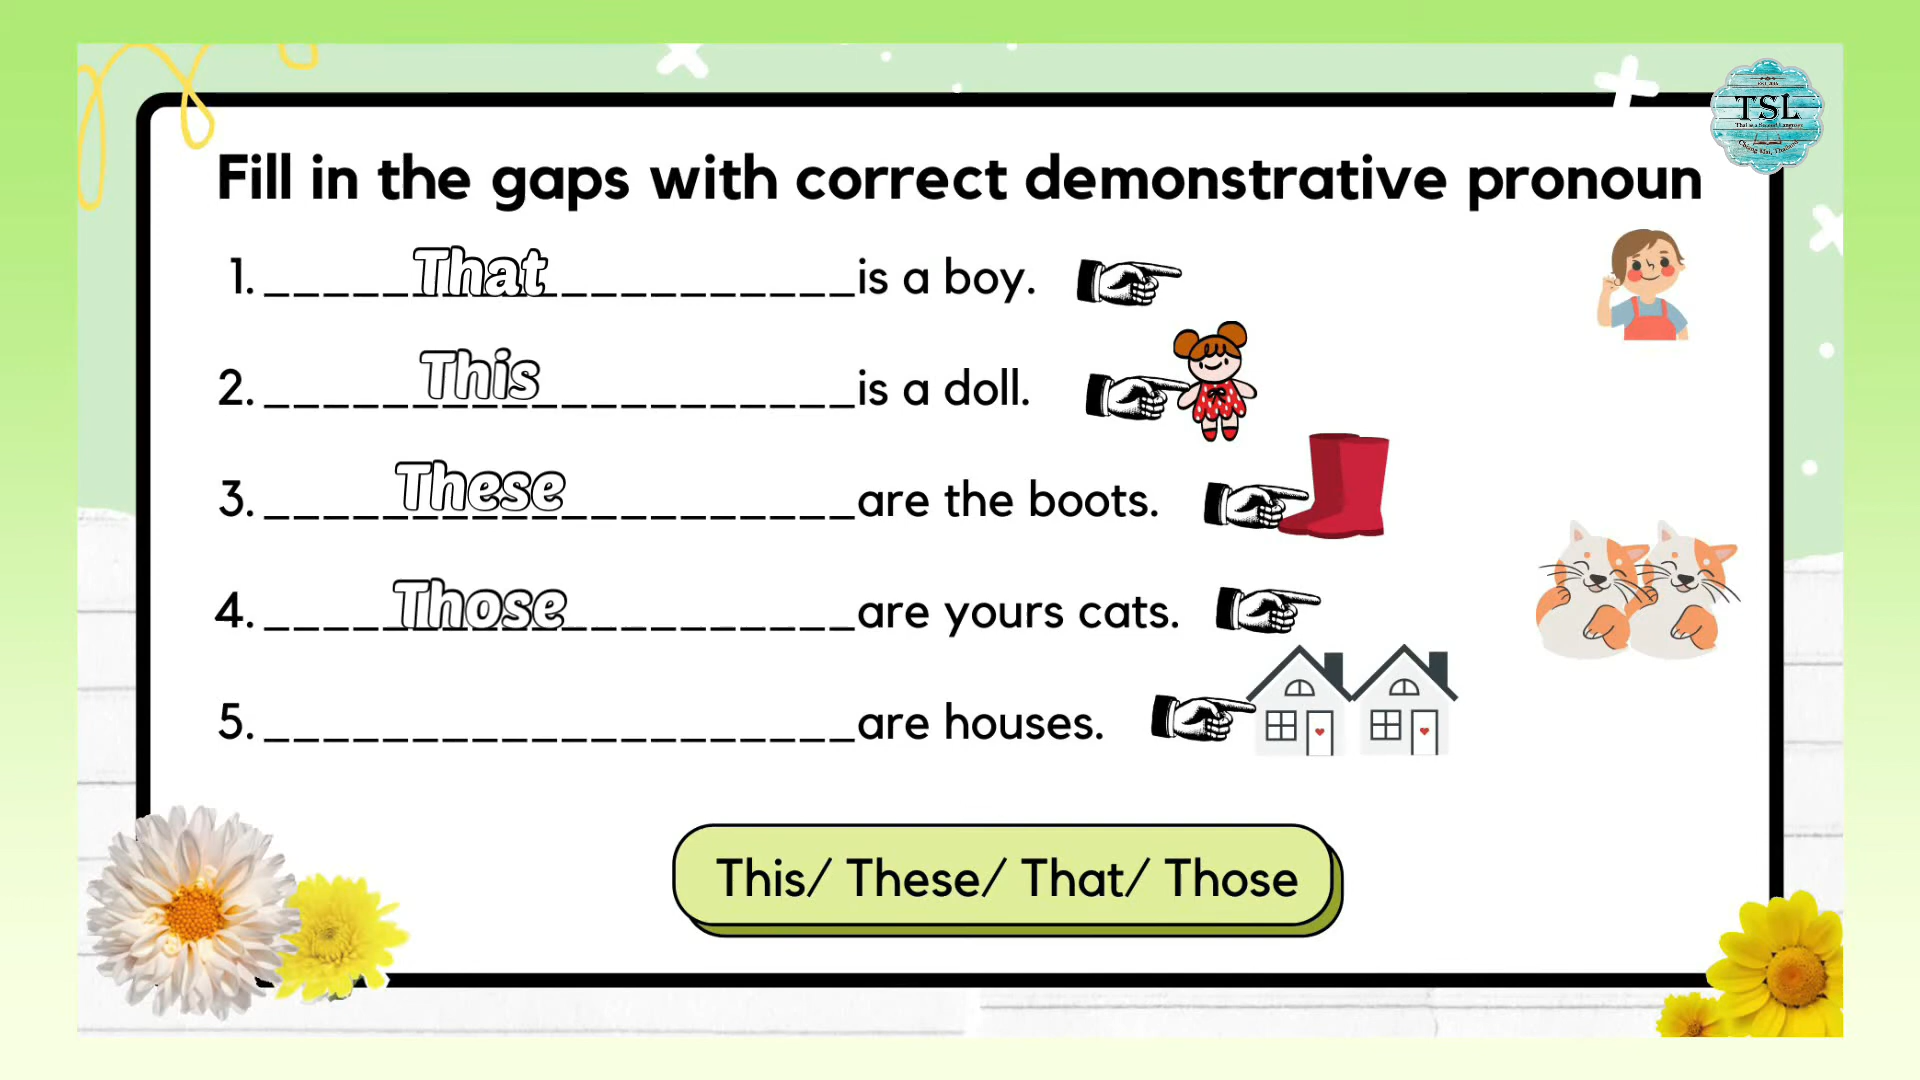 TSL
Fill in the gaps with correct demonstrative pronoun
1. That is a boy.
2. This is a doll.
3. These are the boots.
4. Those are yours cats.
5. ____________________are houses.
This/ These/ That/ Those